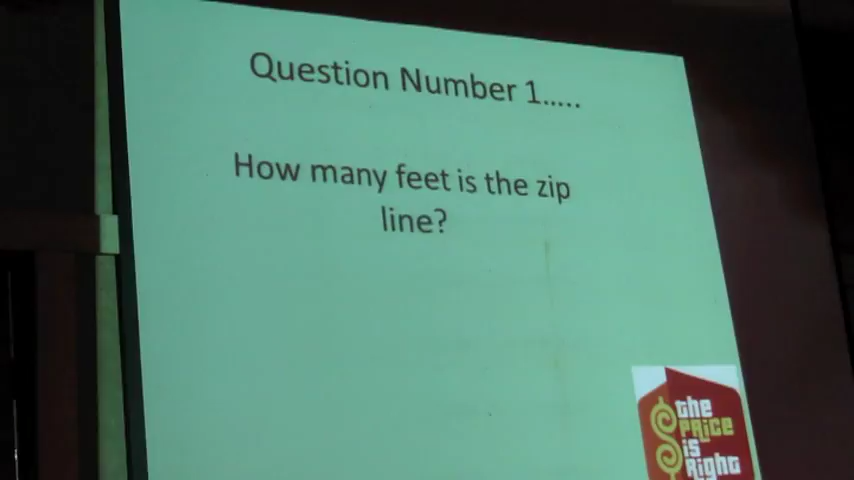 Question Number 1.....
How many feet is the zip
line?
the
PRice
is
Right